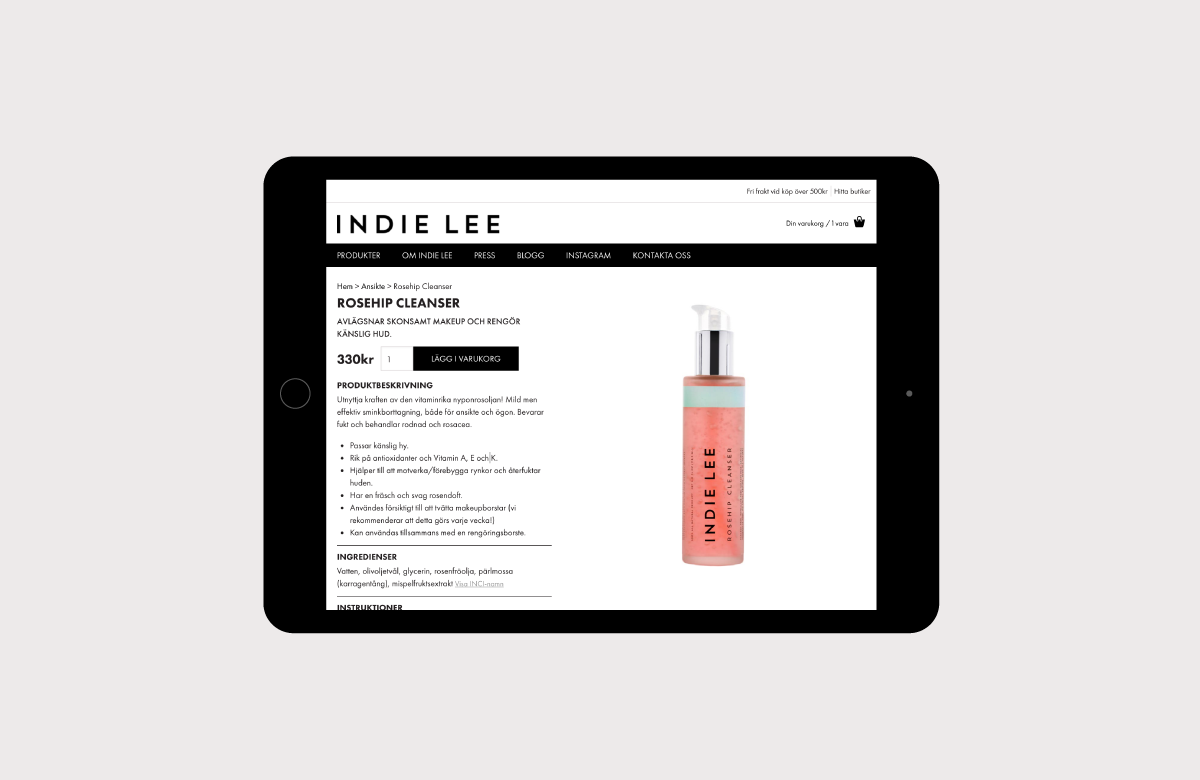 Fri frakt vid köp över 500kr
Hitta butiker
INDIE LEE
Din varukorg / 1 vara
PRODUKTER
OM INDIE LEE
PRESS
BLOGG
INSTAGRAM
KONTAKTA OSS
Hem > Ansikte > Rosehip Cleanser
ROSEHIP CLEANSER
AVLÄGSNAR SKONSAMT MAKEUP OCH RENGÖR
KÄNSLIG HUD.
330kr
1
LÄGG I VARUKORG
PRODUKTBESKRIVNING
Utnyttja kraften av den vitaminrika nyponrosoljan! Mild men
effektiv sminkborttagning, både för ansikte och ögon. Bevarar
fukt och behandlar rodnad och rosacea.
• Passar känslig hy.
• Rik på antioxidanter och Vitamin A, E och K.
• Hjälper till att motverka/förebygga rynkor och återfuktar
huden.
• Har en fräsch och svag rosendoft.
• Användes försiktigt till att tvätta makeupborstar (vi
rekommenderar att detta görs varje vecka!)
• Kan användas tillsammans med en rengöringsborste.
INGREDIENSER
Vatten, olivoljetvål, glycerin, rosenfröolja, pärlmossa
(karragentång), mispelfruktsextrakt Visa INCI-namn
INSTRUKTIONER
INDIE LEE
ROSEHIP CLEANSER